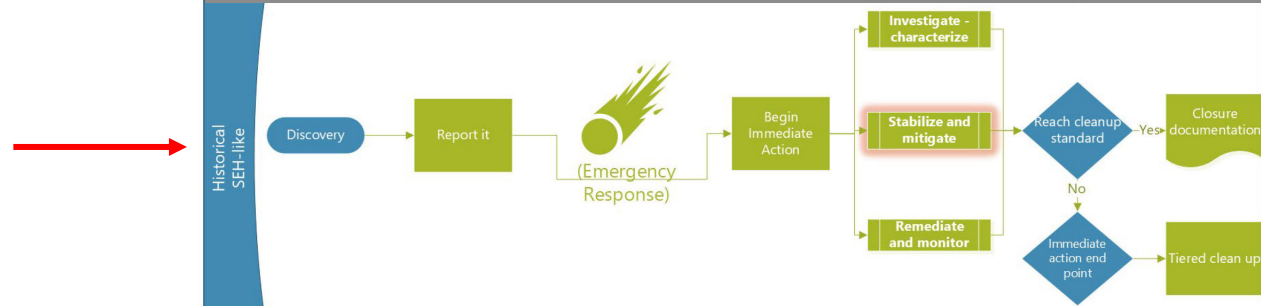 Historical
SEH-like
Discovery
Report it
(Emergency
Response)
Begin
Immediate
Action
Investigate -
characterize
Stabilize and
mitigate
Remediate
and monitor
Reach cleanup
standard
Yes
Closure
documentation
No
Immediate
action end
point
Tiered clean up